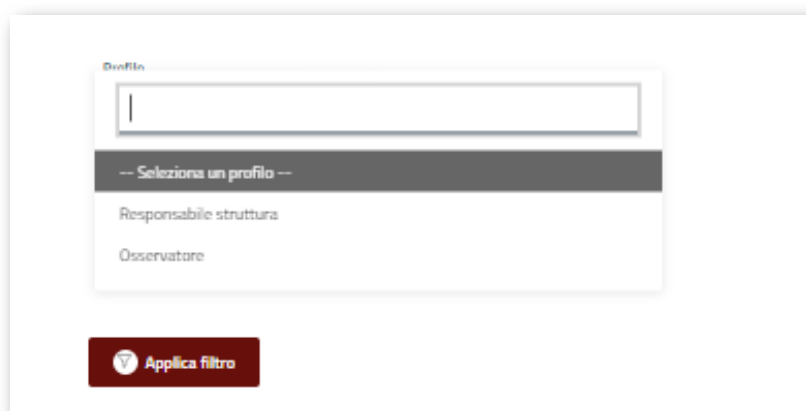 Profilo
-- Seleziona un profilo --
Responsabile struttura
Osservatore
Applica filtro